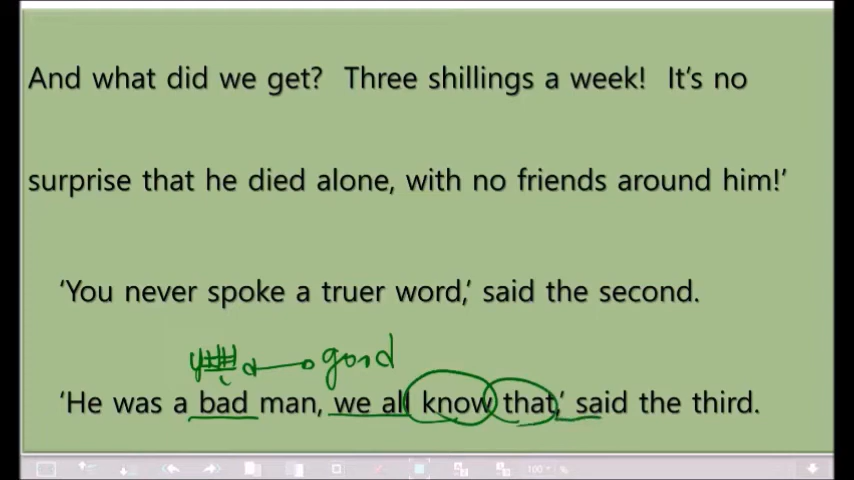 And what did we get? Three shillings a week! It's no
surprise that he died alone, with no friends around him!'
'You never spoke a truer word,' said the second.
good
'He was a bad man, we all know that,' said the third.
100